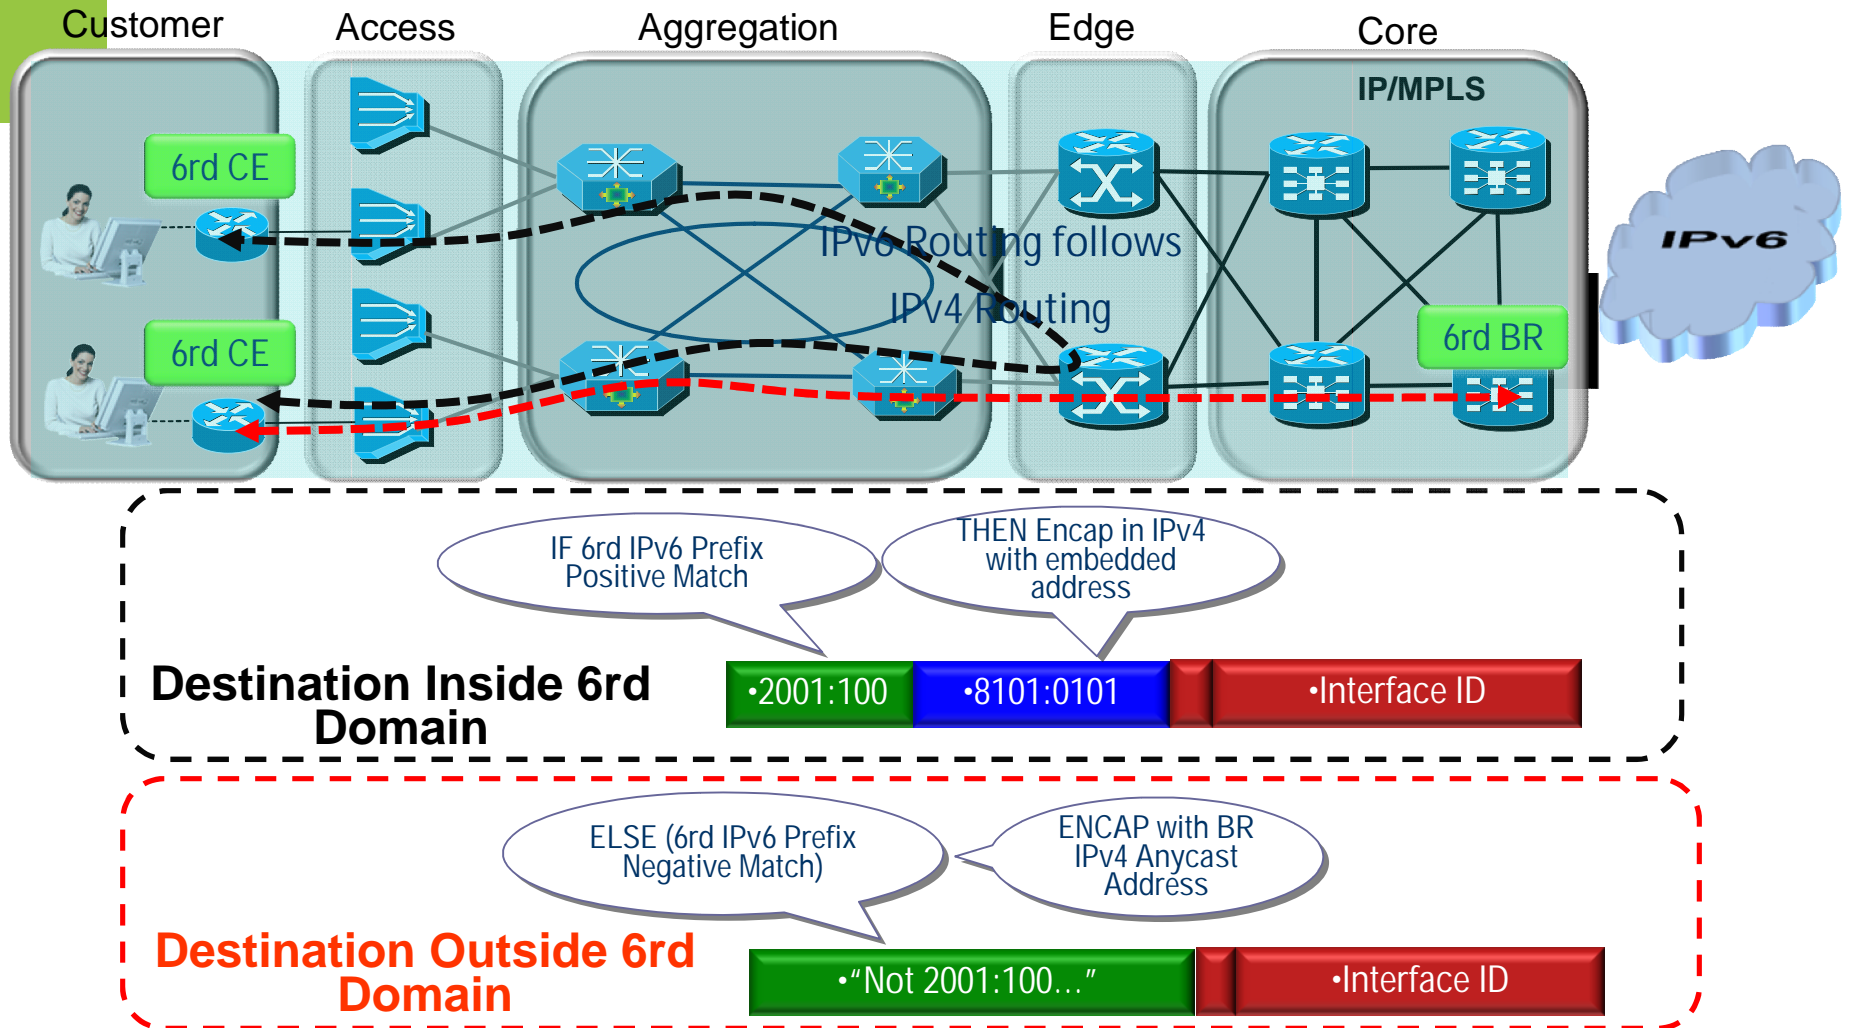 Customer
Access
Aggregation
Edge
Core
IP/MPLS
6rd CE
IPv6 Routing follows
IPv4 Routing
IPv6
6rd CE
6rd BR
IF 6rd IPv6 Prefix
Positive Match
THEN Encap in IPv4
with embedded
address
Destination Inside 6rd
Domain
•2001:100
•8101:0101
•Interface ID
ELSE (6rd IPv6 Prefix
Negative Match)
ENCAP with BR
IPv4 Anycast
Address
Destination Outside 6rd
Domain
•“Not 2001:100...”
•Interface ID